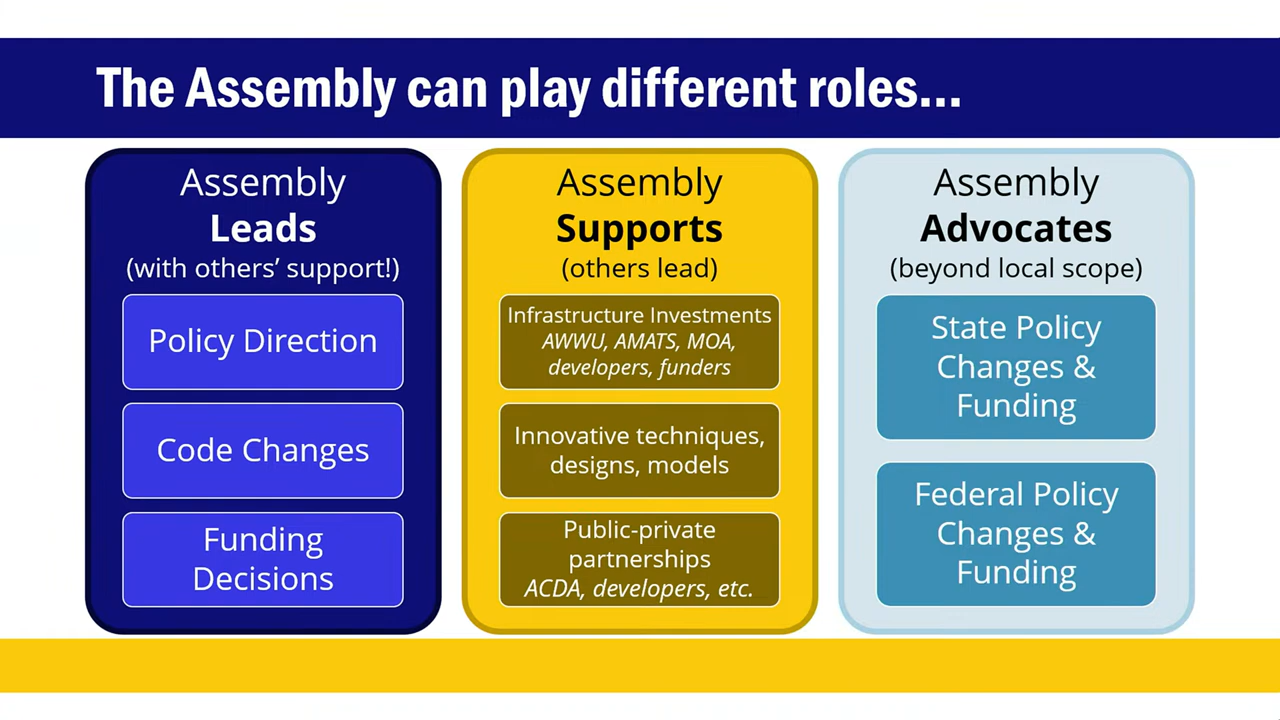 The Assembly can play different roles...
Assembly
Leads
(with others’ support!)
Policy Direction
Code Changes
Funding
Decisions
Assembly
Supports
(others lead)
Infrastructure Investments
AWWU, AMATS, MOA,
developers, funders
Innovative techniques,
designs, models
Public-private
partnerships
ACDA, developers, etc.
Assembly
Advocates
(beyond local scope)
State Policy
Changes &
Funding
Federal Policy
Changes &
Funding